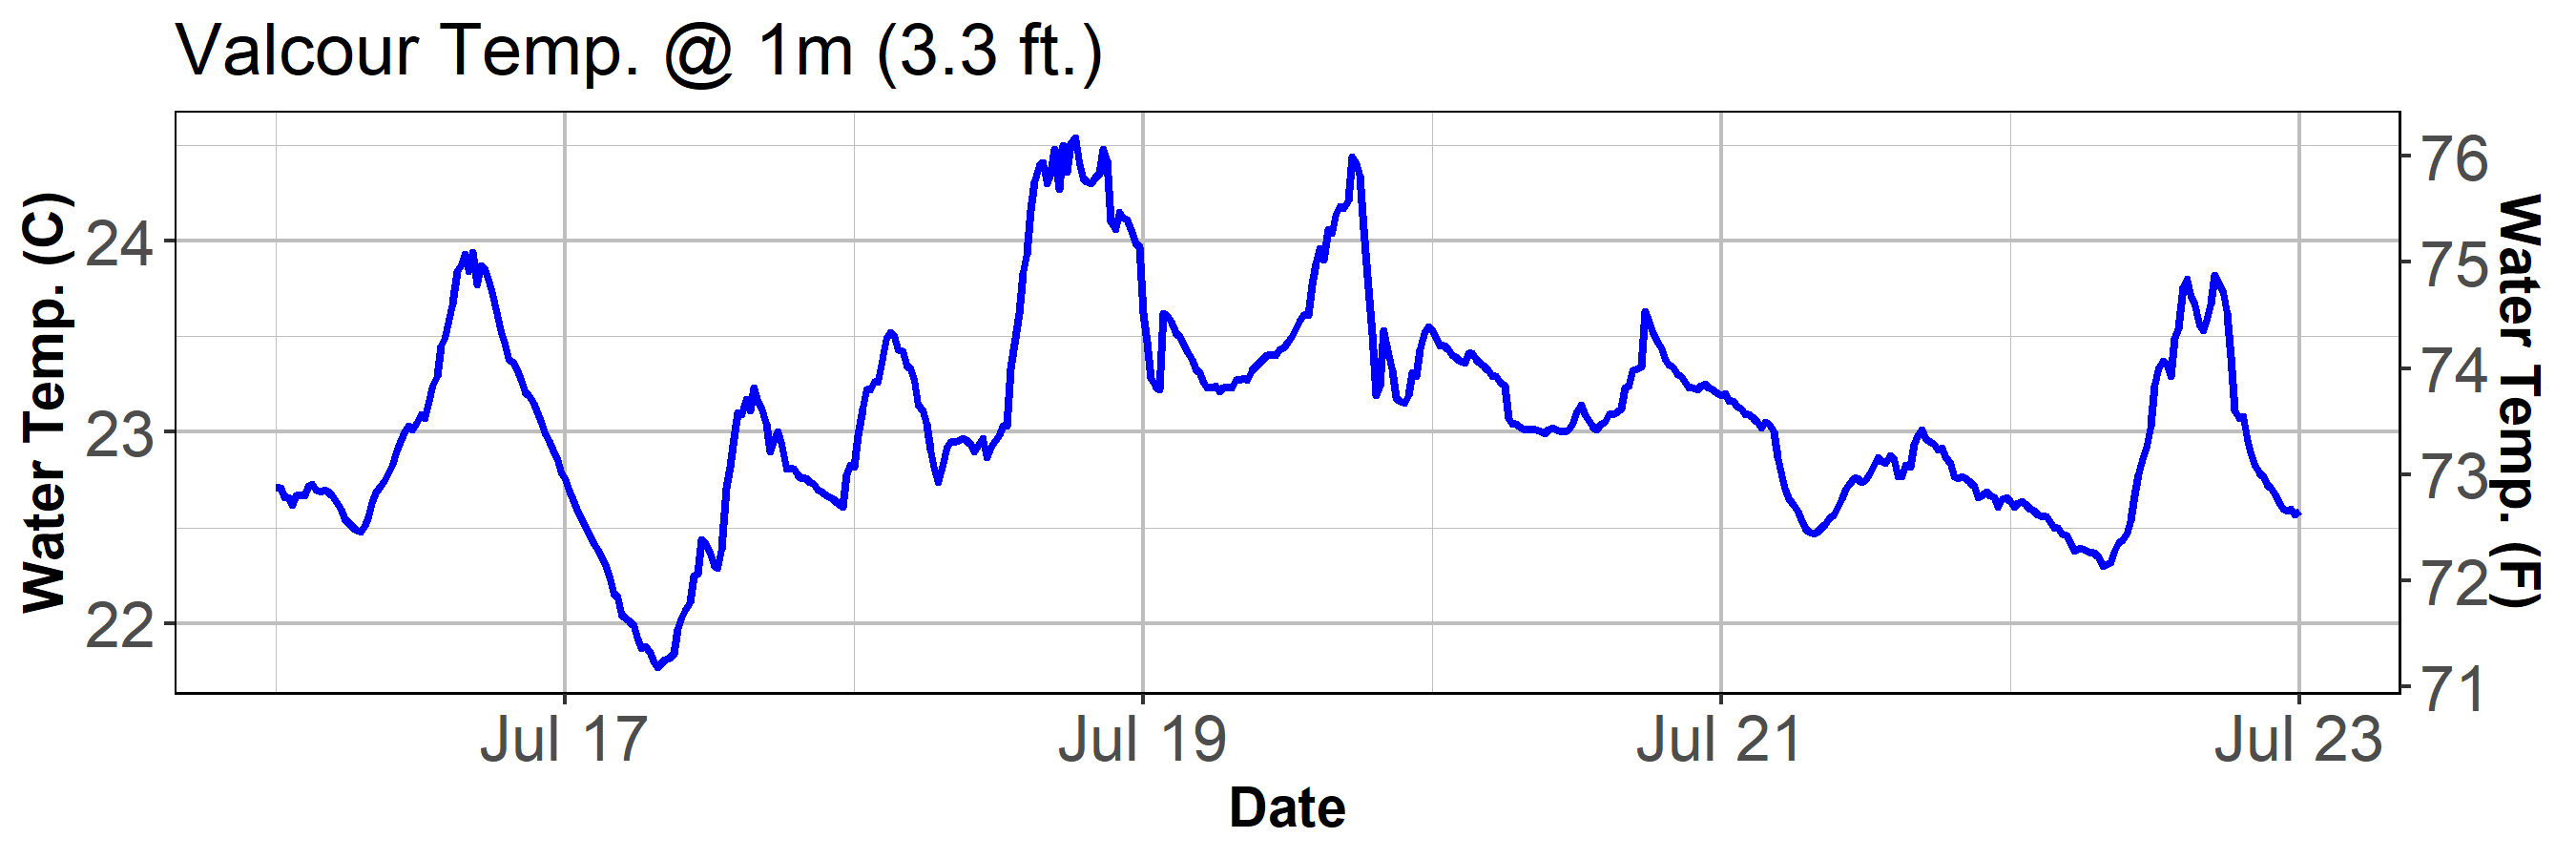 Valcour Temp. @ 1m (3.3 ft.)
Water Temp. (C)
24
23
22
76
75
74
73
72
71
Water Temp. (F)
Jul 17 Jul 19 Jul 21 Jul 23
Date